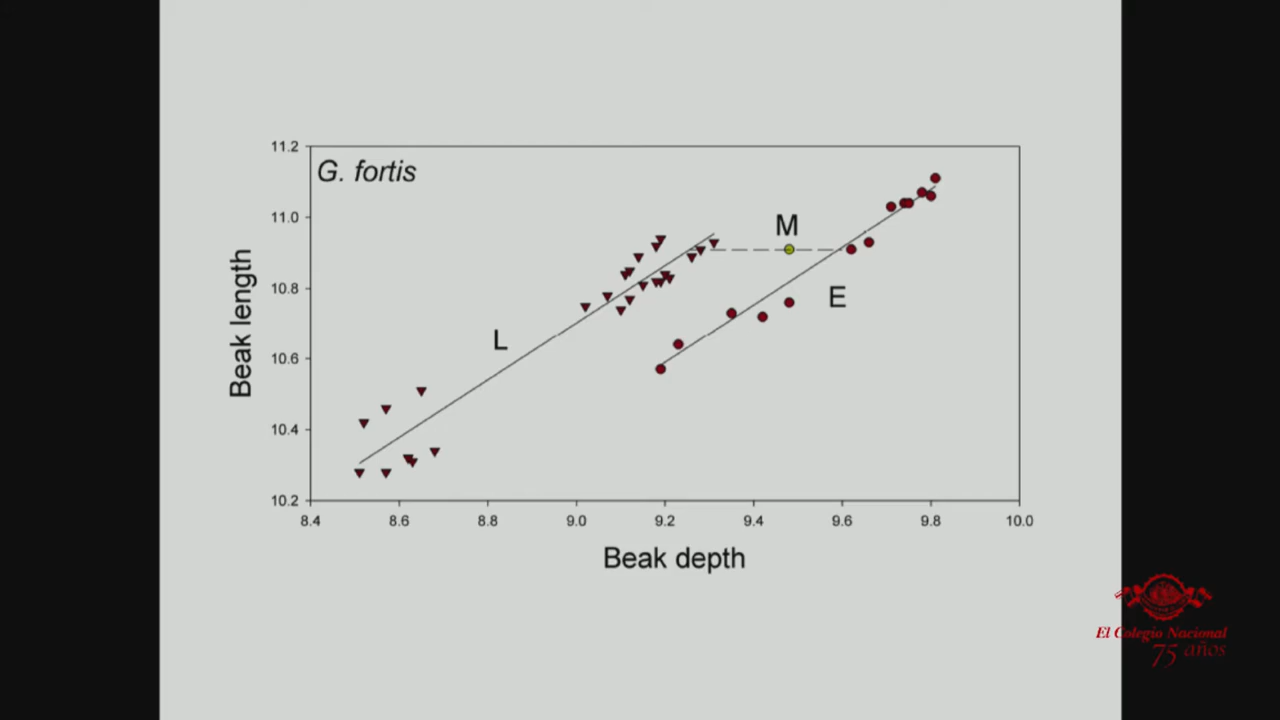 G. fortis
11.2
11.0
10.8
10.6
10.4
10.2
Beak length
L
M
E
8.4 8.6 8.8 9.0 9.2 9.4 9.6 9.8 10.0
Beak depth
El Colegio Nacional
75 años